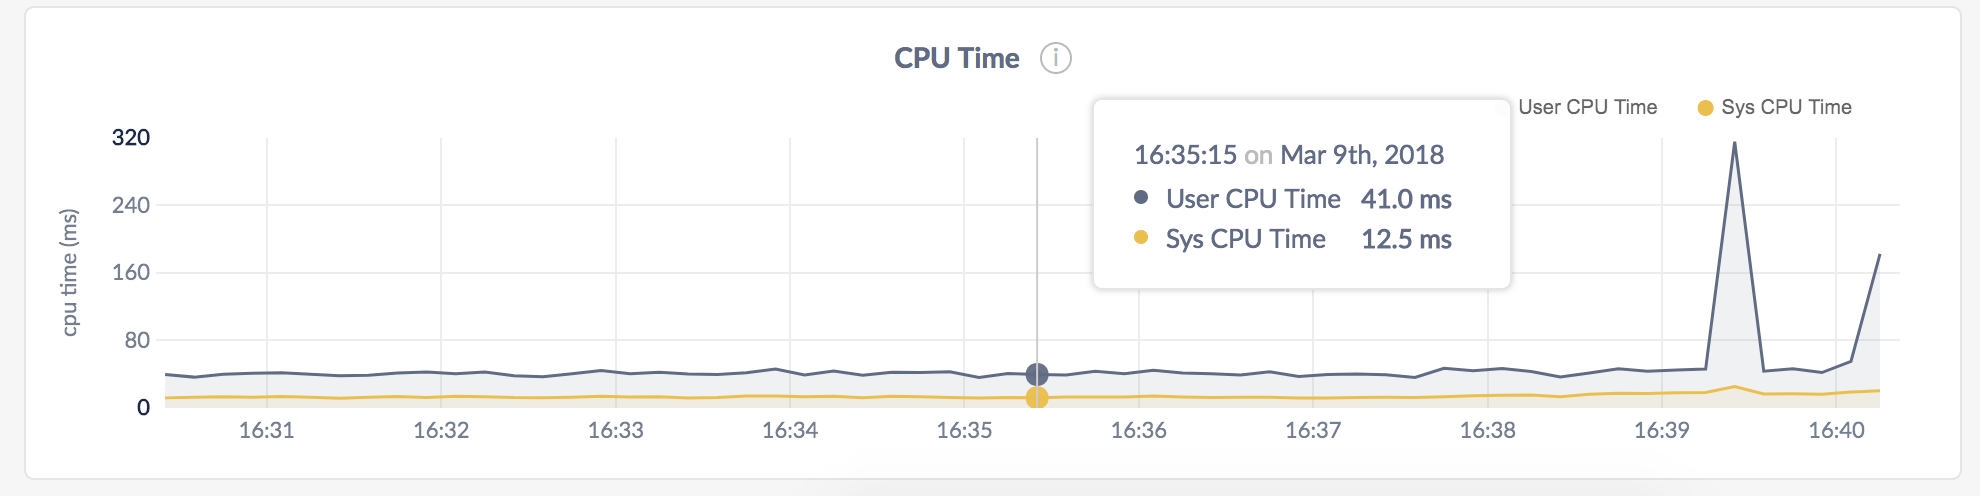 CPU Time i
User CPU Time Sys CPU Time
16:35:15 on Mar 9th, 2018
User CPU Time 41.0 ms
Sys CPU Time 12.5 ms
cpu time (ms)
320
240
160
80
0
16:31 16:32 16:33 16:34 16:35 16:36 16:37 16:38 16:39 16:40